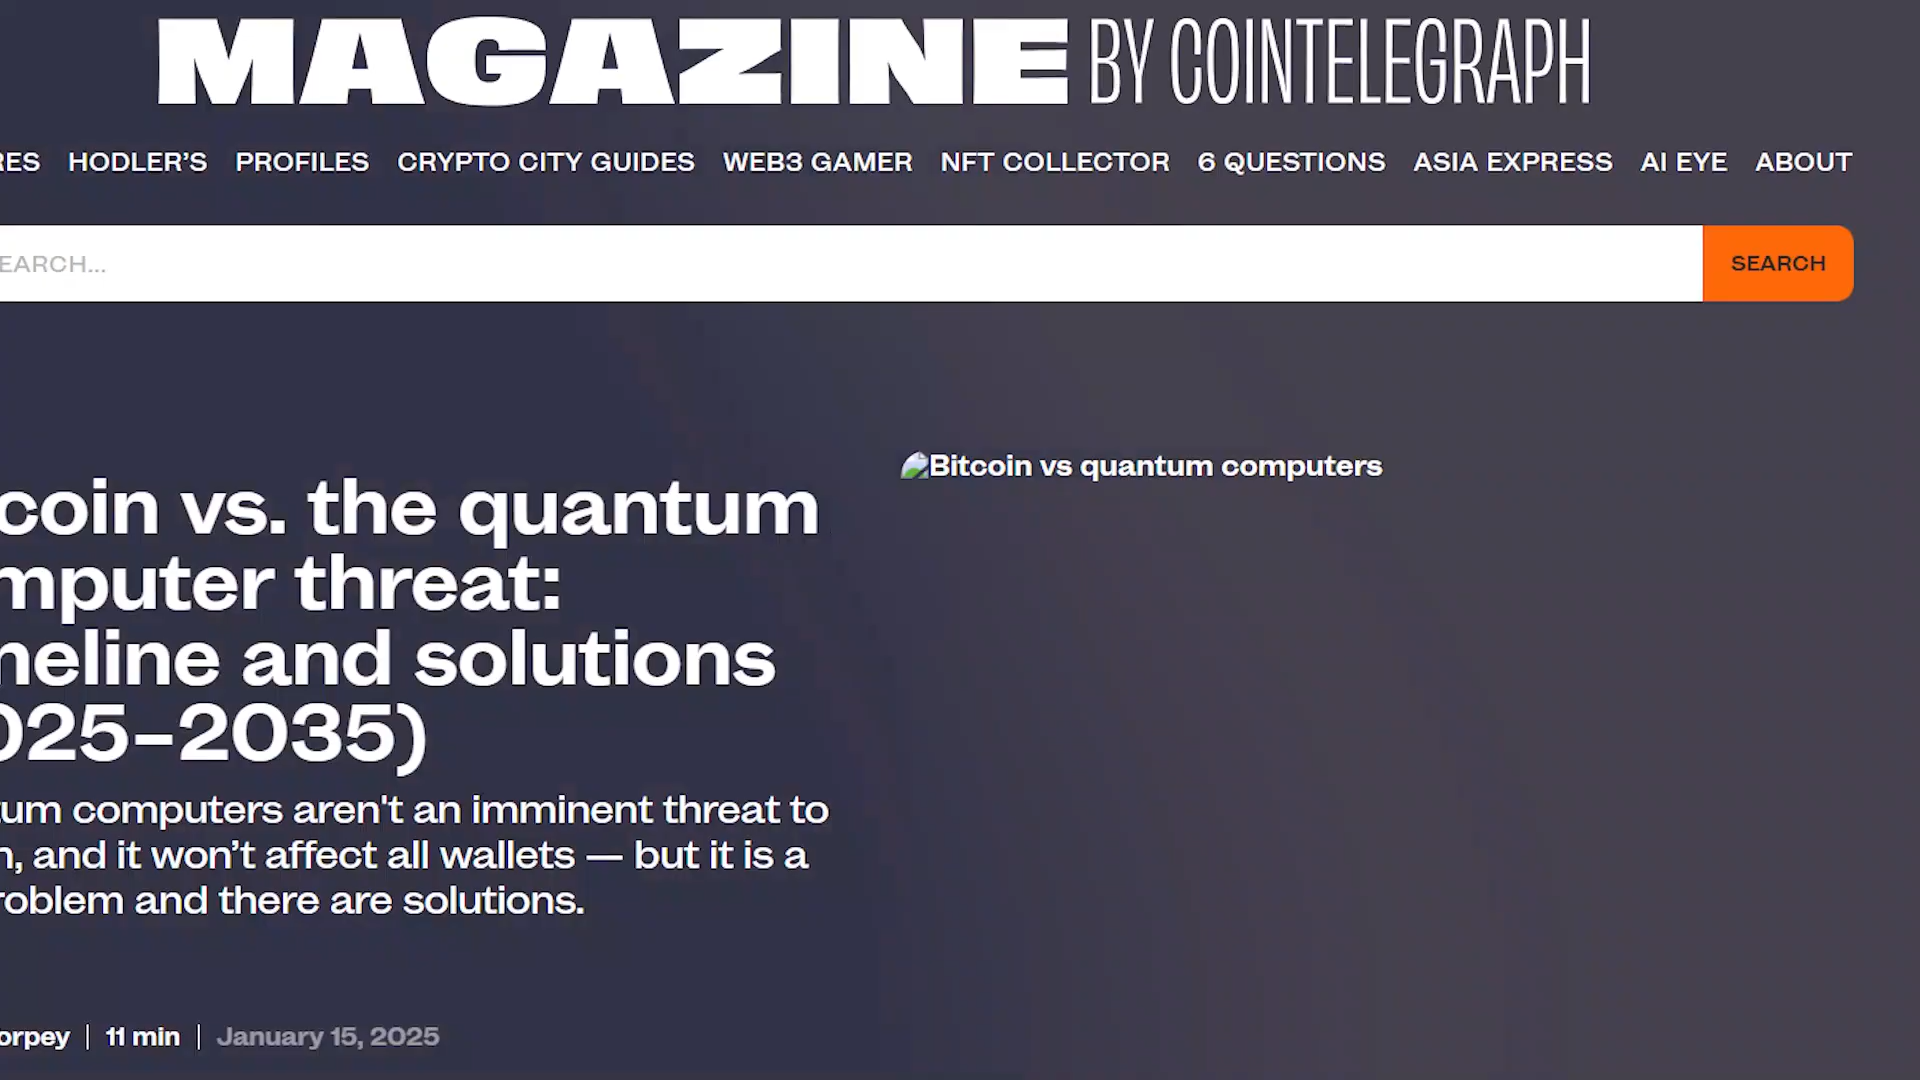 MAGAZINE BY COINTELEGRAPH
RES HODLER’S PROFILES CRYPTO CITY GUIDES WEB3 GAMER NFT COLLECTOR 6 QUESTIONS ASIA EXPRESS AI EYE ABOUT
EARCH...
SEARCH
Bitcoin vs quantum computers
coin vs. the quantum
mputer threat:
neline and solutions
025–2035)
tum computers aren't an imminent threat to
n, and it won’t affect all wallets — but it is a
roblem and there are solutions.
orpey | 11 min | January 15, 2025